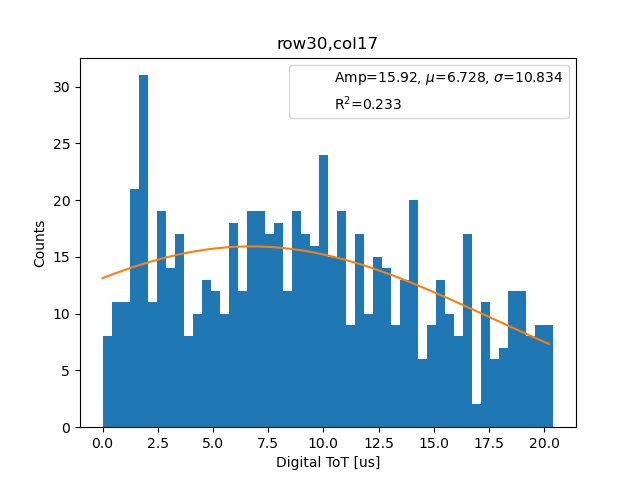 row30,col17
Amp=15.92, μ=6.728, σ=10.834
R²=0.233
Counts
30
25
20
15
10
5
0
0.0 2.5 5.0 7.5 10.0 12.5 15.0 17.5 20.0
Digital ToT [us]